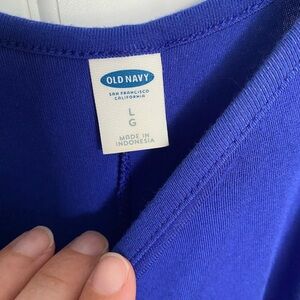 OLD NAVY
SAN FRANCISCO
CALIFORNIA
L
G
MADE IN
INDONESIA